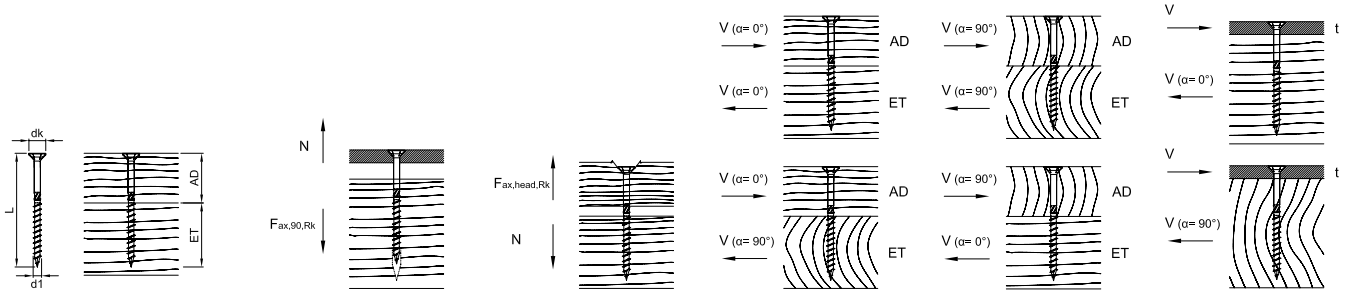 dk
L
d1
AD
ET
N
Fax,90,Rk
Fax,head,Rk
N
V (α= 0°)
AD
V (α= 0°)
ET
V (α= 90°)
AD
V (α= 90°)
ET
V
t
V (α= 0°)
V (α= 0°)
AD
V (α= 90°)
ET
V (α= 90°)
AD
V (α= 0°)
ET
V
t
V (α= 90°)